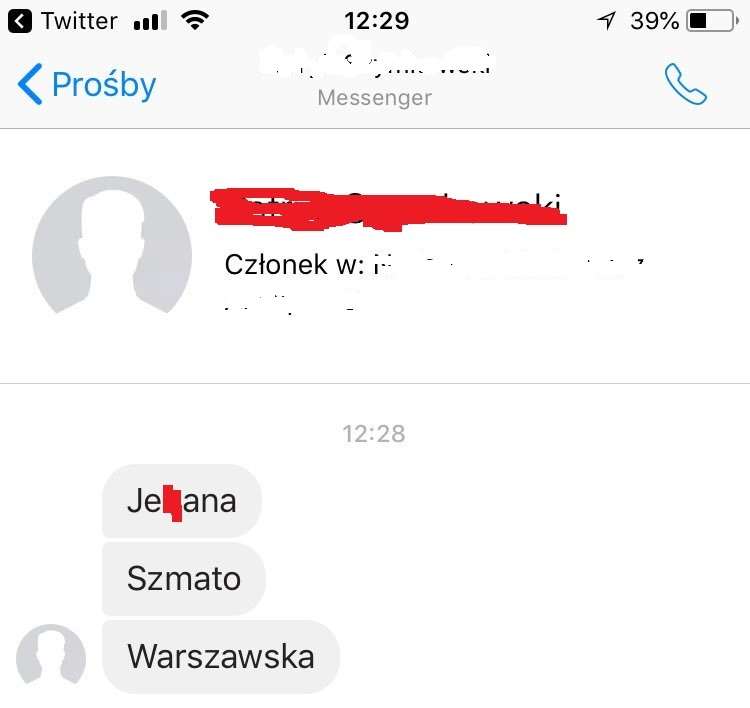 Twitter 12:29 39%
Prośby
Messenger
Członek w:
12:28
Je ana
Szmato
Warszawska